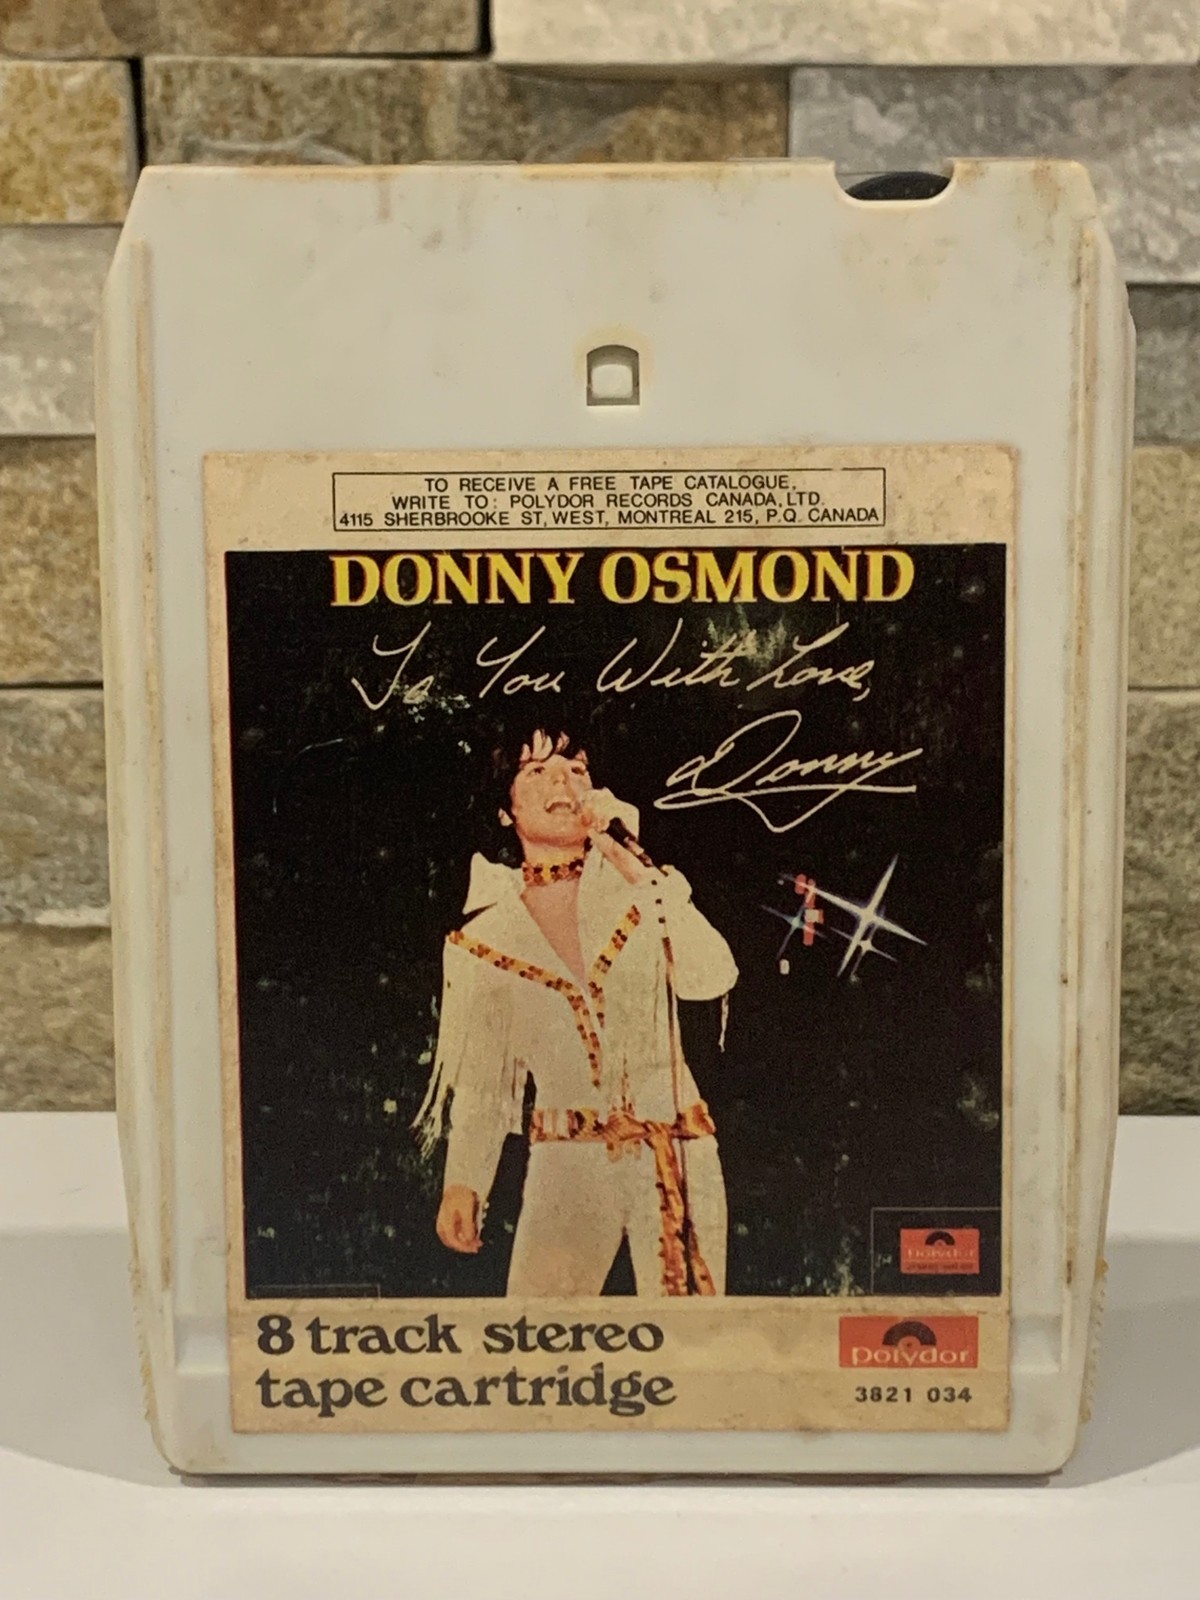 TO RECEIVE A FREE TAPE CATALOGUE,
WRITE TO: POLYDOR RECORDS CANADA, LTD.
4115 SHERBROOKE ST, WEST, MONTREAL 215, P.Q. CANADA
DONNY OSMOND
To You With Love,
Donny
Polydor
8 track stereo
tape cartridge
Polydor
3821 034